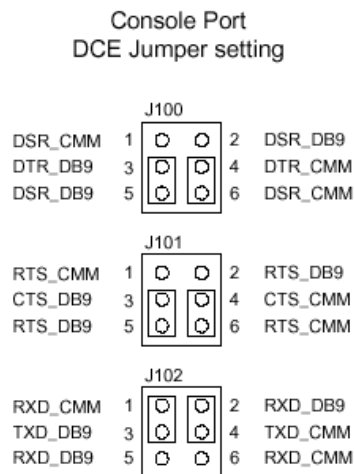 Console Port
DCE Jumper setting
J100
DSR_CMM 1 2 DSR_DB9
DTR_DB9 3 4 DTR_CMM
DSR_DB9 5 6 DSR_CMM
J101
RTS_CMM 1 2 RTS_DB9
CTS_DB9 3 4 CTS_CMM
RTS_DB9 5 6 RTS_CMM
J102
RXD_CMM 1 2 RXD_DB9
TXD_DB9 3 4 TXD_CMM
RXD_DB9 5 6 RXD_CMM